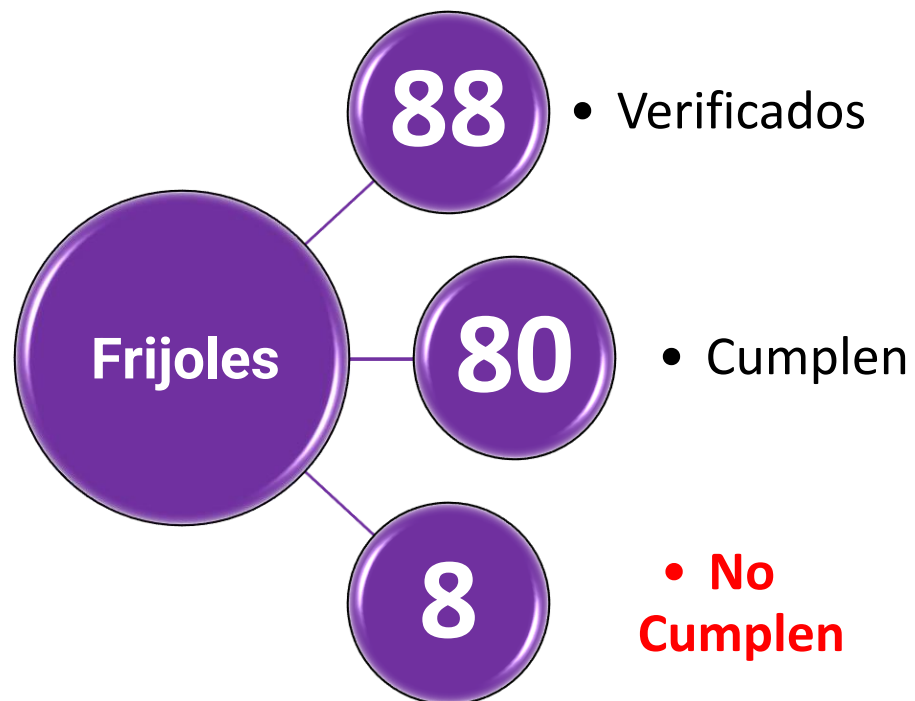 88
• Verificados
Frijoles
80
• Cumplen
8
• No
Cumplen